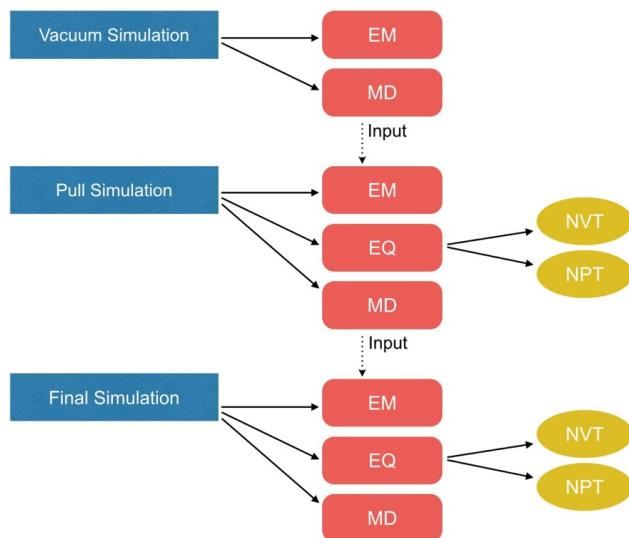 Vacuum Simulation
EM
MD
Input
Pull Simulation
EM
EQ
NVT
NPT
MD
Input
Final Simulation
EM
EQ
NVT
NPT
MD